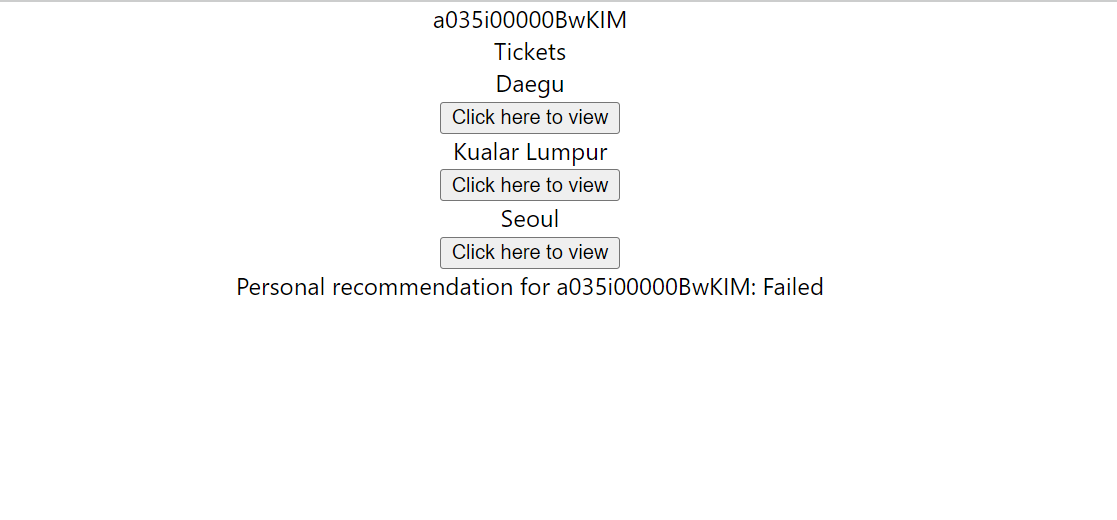 a035i00000BwKIM
Tickets
Daegu
Click here to view
Kualar Lumpur
Click here to view
Seoul
Click here to view
Personal recommendation for a035i00000BwKIM: Failed